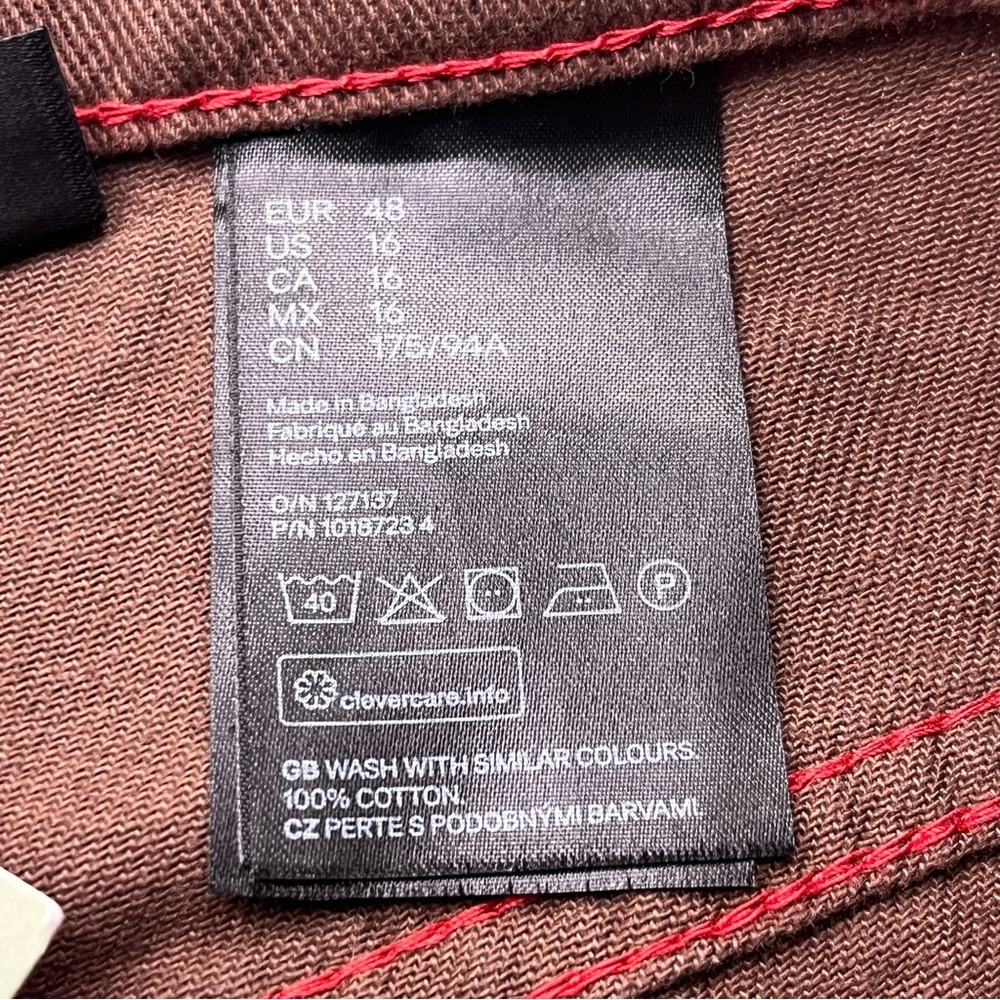 EUR 48
US 16
CA 16
MX 16
CN 175/94A
Made in Bangladesh
Fabriqué au Bangladesh
Hecho en Bangladesh
O/N 127137
P/N 1018723 4
40
P
clevercare.info
GB WASH WITH SIMILAR COLOURS.
100% COTTON.
CZ PERTE S PODOBNÝMI BARVAMI.